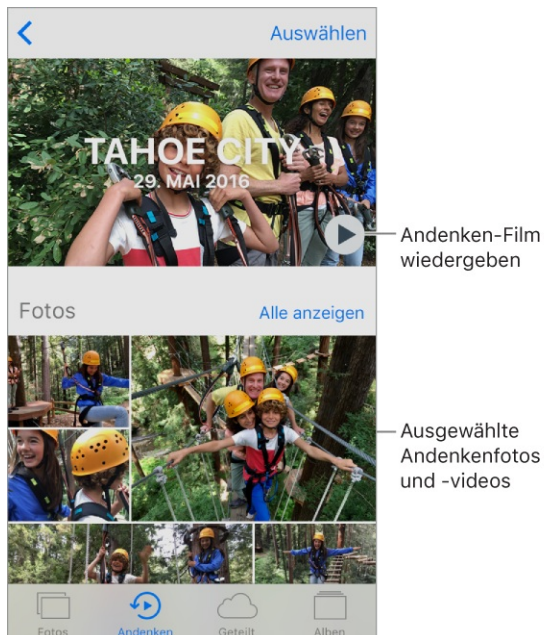 Auswählen
TAHOE CITY
29. MAI 2016
Andenken-Film
wiedergeben
Fotos
Alle anzeigen
Ausgewählte
Andenkenfotos
und -videos
Fotos Andenken Geteilt Alben